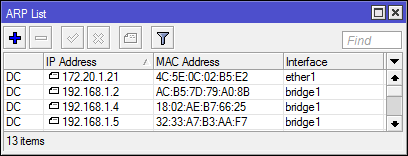 ARP List
Find
IP Address MAC Address Interface
DC 172.20.1.21 4C:5E:0C:02:B5:E2 ether1
DC 192.168.1.2 AC:B5:7D:79:A0:8B bridge1
DC 192.168.1.4 18:02:AE:B7:66:25 bridge1
DC 192.168.1.5 32:33:A7:B3:AA:F7 bridge1
13 items